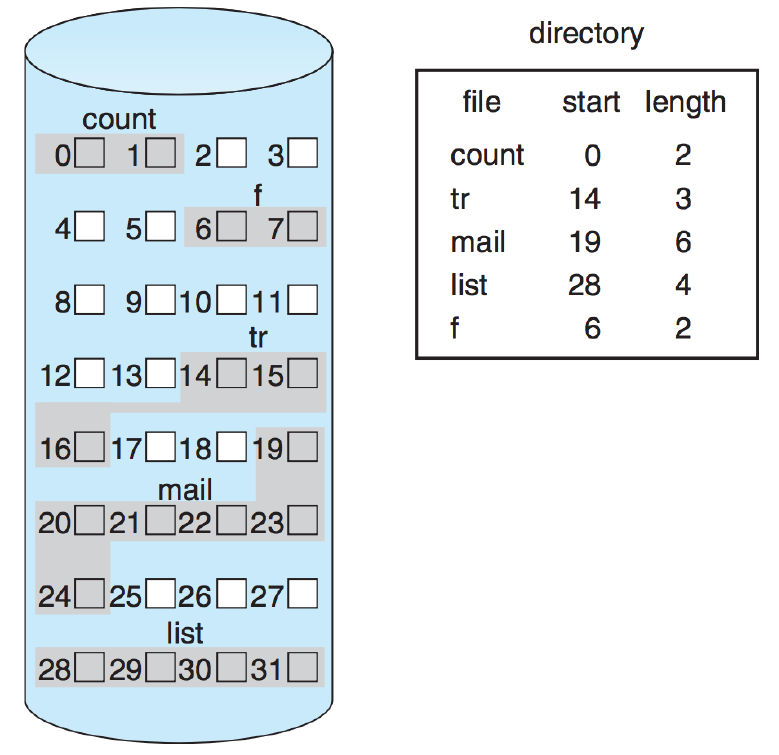 count
0 1 2 3
f
4 5 6 7
8 9 10 11
tr
12 13 14 15
16 17 18 19
mail
20 21 22 23
24 25 26 27
list
28 29 30 31
directory
file start length
count 0 2
tr 14 3
mail 19 6
list 28 4
f 6 2